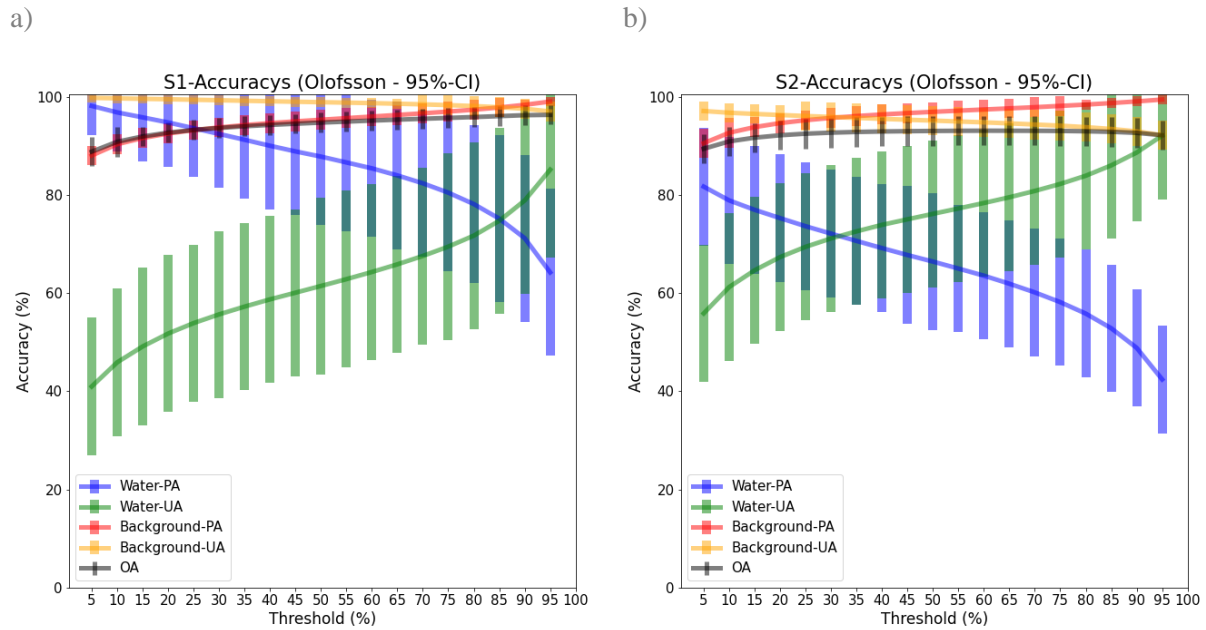 a)
S1-Accuracys (Olofsson - 95%-CI)
100
80
60
40
20
0
Accuracy (%)
Water-PA
Water-UA
Background-PA
Background-UA
OA
5 10 15 20 25 30 35 40 45 50 55 60 65 70 75 80 85 90 95 100
Threshold (%)
b)
S2-Accuracys (Olofsson - 95%-CI)
100
80
60
40
20
0
Accuracy (%)
Water-PA
Water-UA
Background-PA
Background-UA
OA
5 10 15 20 25 30 35 40 45 50 55 60 65 70 75 80 85 90 95 100
Threshold (%)